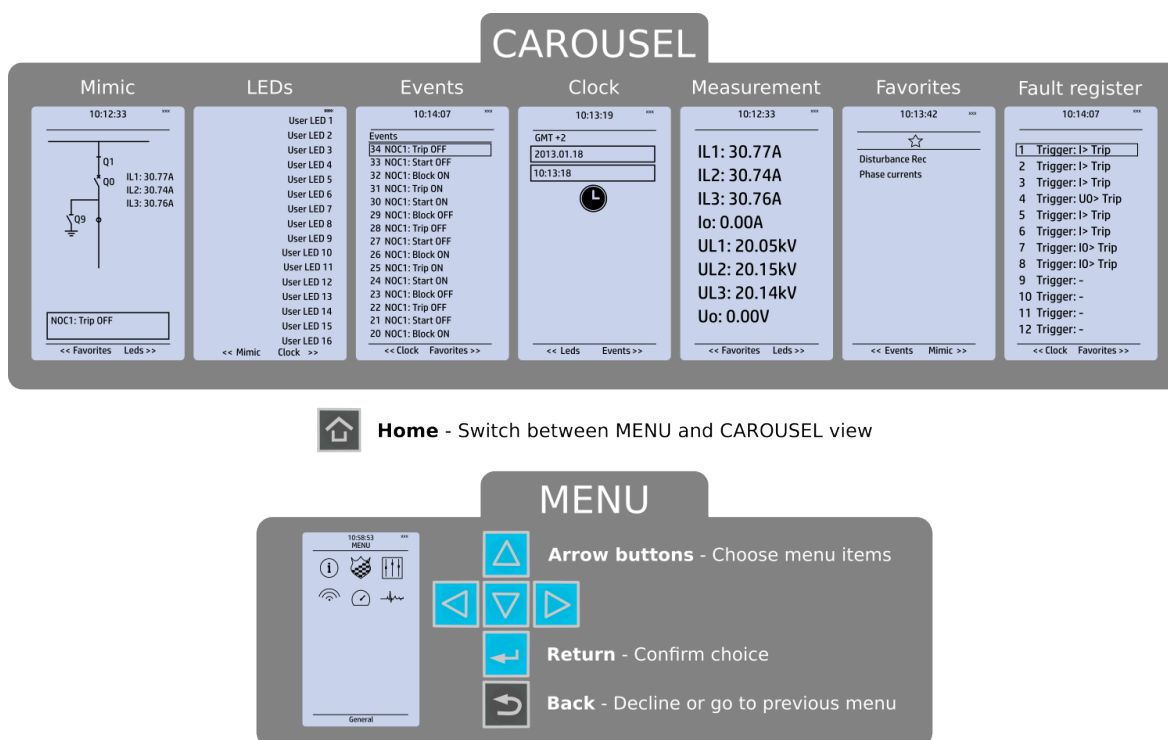 CAROUSEL
Mimic
LEDs
Events
Clock
Measurement
Favorites
Fault register
10:12:33 xxx
Q1
Q0
IL1: 30.77A
IL2: 30.74A
IL3: 30.76A
Q9
NOC1: Trip OFF
<< Favorites Leds >>
User LED 1
User LED 2
User LED 3
User LED 4
User LED 5
User LED 6
User LED 7
User LED 8
User LED 9
User LED 10
User LED 11
User LED 12
User LED 13
User LED 14
User LED 15
User LED 16
<< Mimic Clock >>
10:14:07 xxx
Events
34 NOC1: Trip OFF
33 NOC1: Start OFF
32 NOC1: Block ON
31 NOC1: Trip ON
30 NOC1: Start ON
29 NOC1: Block OFF
28 NOC1: Trip OFF
27 NOC1: Start OFF
26 NOC1: Block ON
25 NOC1: Trip ON
24 NOC1: Start ON
23 NOC1: Block OFF
22 NOC1: Trip OFF
21 NOC1: Start OFF
20 NOC1: Block ON
<< Clock Favorites >>
10:13:19 xxx
GMT +2
2013.01.18
10:13:18
<< Leds Events >>
10:12:33 xxx
IL1: 30.77A
IL2: 30.74A
IL3: 30.76A
Io: 0.00A
UL1: 20.05kV
UL2: 20.15kV
UL3: 20.14kV
Uo: 0.00V
<< Favorites Leds >>
10:13:42 xxx
Disturbance Rec
Phase currents
<< Events Mimic >>
10:14:07 xxx
1 Trigger: I> Trip
2 Trigger: I> Trip
3 Trigger: I> Trip
4 Trigger: U0> Trip
5 Trigger: I> Trip
6 Trigger: I> Trip
7 Trigger: I0> Trip
8 Trigger: I0> Trip
9 Trigger: -
10 Trigger: -
11 Trigger: -
12 Trigger: -
<< Clock Favorites >>
Home - Switch between MENU and CAROUSEL view
MENU
10:58:53 xxx
MENU
General
Arrow buttons - Choose menu items
Return - Confirm choice
Back - Decline or go to previous menu